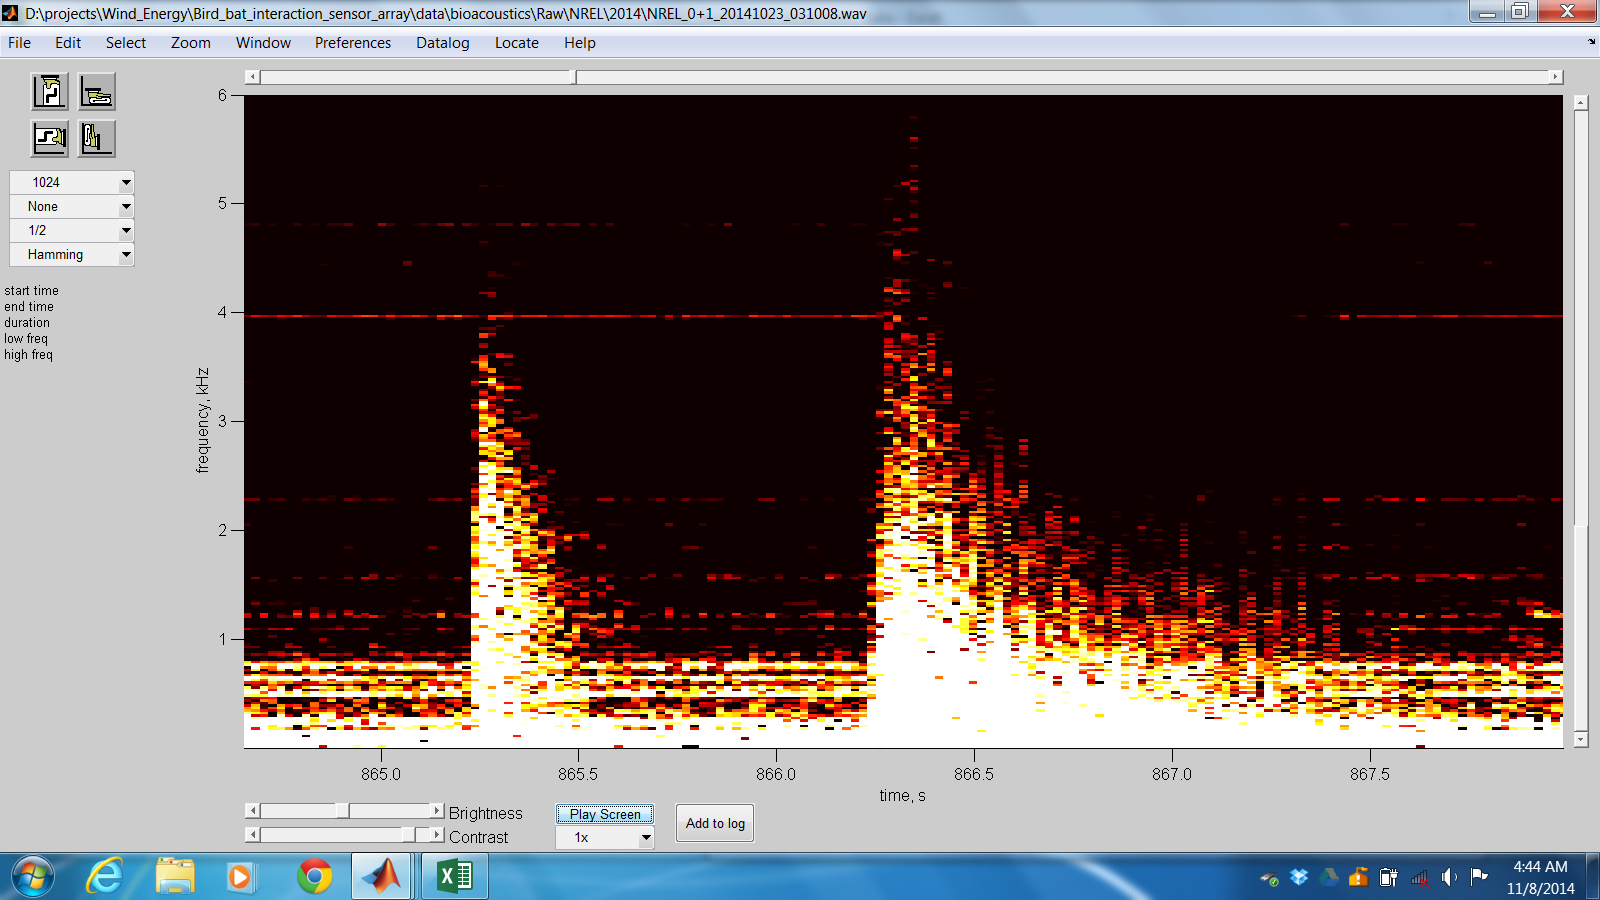 D:\projects\Wind_Energy\Bird_bat_interaction_sensor_array\data\bioacoustics\Raw\NREL\2014\NREL_0+1_20141023_031008.wav
File Edit Select Zoom Window Preferences Datalog Locate Help
1024
None
1/2
Hamming
start time
end time
duration
low freq
high freq
frequency, kHz
6
5
4
3
2
1
865.0 865.5 866.0 866.5 867.0 867.5
time, s
Brightness
Contrast
Play Screen
1x
Add to log
4:44 AM
11/8/2014